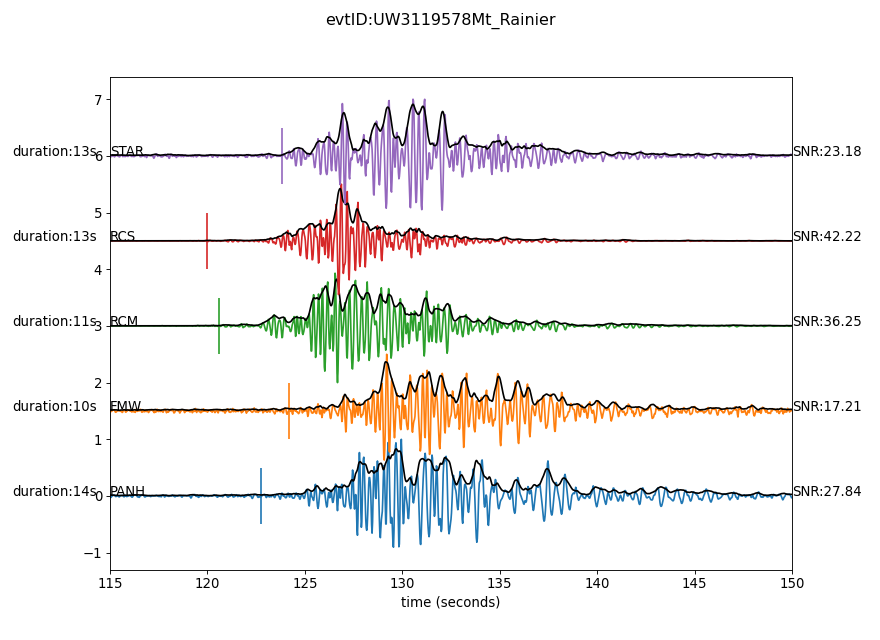 evtID:UW3119578Mt_Rainier
7
duration:13s 6 STAR SNR:23.18
5
duration:13s RCS SNR:42.22
4
duration:11s 3 RCM SNR:36.25
2
duration:10s FMW SNR:17.21
1
duration:14s 0 PANH SNR:27.84
−1
115 120 125 130 135 140 145 150
time (seconds)